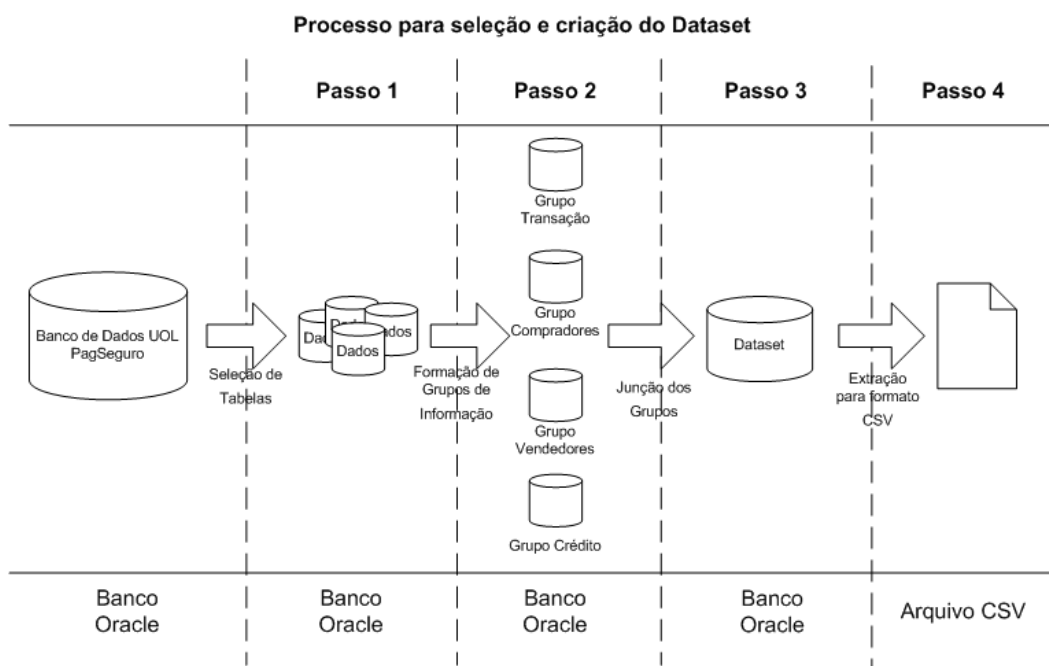 Processo para seleção e criação do Dataset
Passo 1
Passo 2
Passo 3
Passo 4
Banco de Dados UOL
PagSeguro
Seleção de
Tabelas
Dados
Dados
Formação de
Grupos de
Informação
Grupo
Transação
Grupo
Compradores
Grupo
Vendedores
Grupo Crédito
Junção dos
Grupos
Dataset
Extração
para formato
CSV
Banco
Oracle
Banco
Oracle
Banco
Oracle
Banco
Oracle
Arquivo CSV